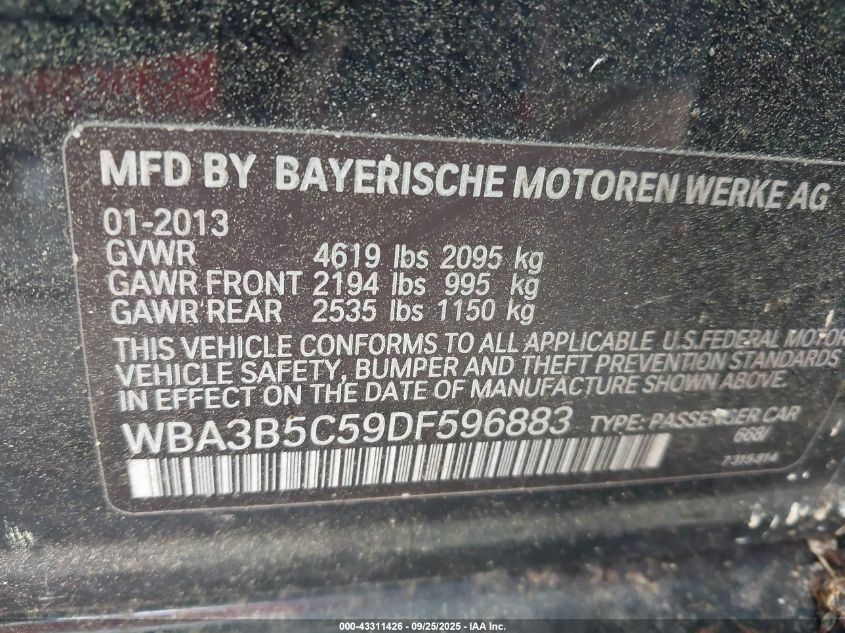 MFD BY BAYERISCHE MOTOREN WERKE AG
01-2013
GVWR 4619 lbs 2095 kg
GAWR FRONT 2194 lbs 995 kg
GAWR REAR 2535 lbs 1150 kg
THIS VEHICLE CONFORMS TO ALL APPLICABLE U.S.FEDERAL MOTOR
VEHICLE SAFETY, BUMPER AND THEFT PREVENTION STANDARDS
IN EFFECT ON THE DATE OF MANUFACTURE SHOWN ABOVE.
WBA3B5C59DF596883 TYPE: PASSENGER CAR
000-43311426 - 09/25/2025 - IAA Inc.